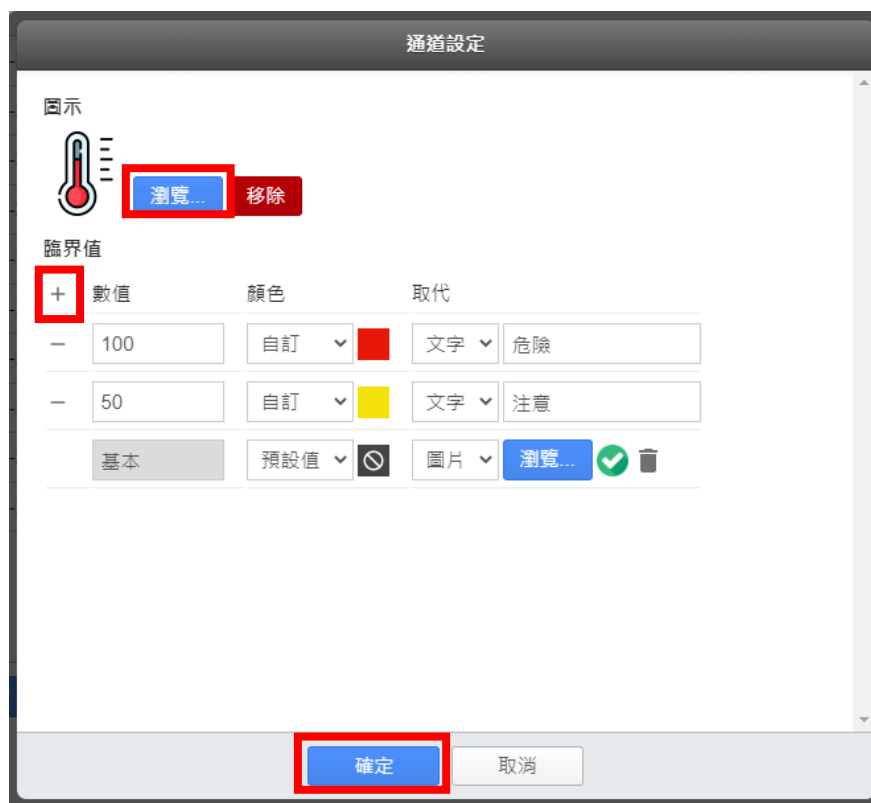 通道設定
圖示
瀏覽... 移除
臨界值
+ 數值 顏色 取代
− 100 自訂 文字 危險
− 50 自訂 文字 注意
基本 預設值 圖片 瀏覽...
確定 取消